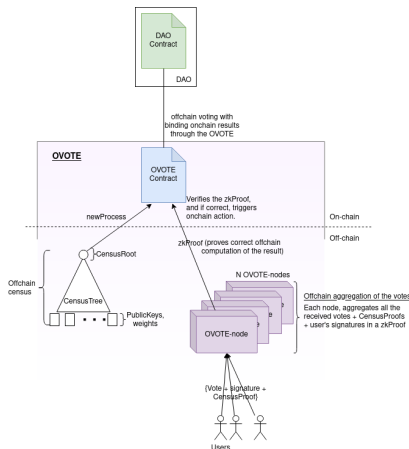 DAO
Contract
DAO
offchain voting with
binding onchain results
through the OVOTE
OVOTE
OVOTE
Contract
Verifies the zkProof,
and if correct, triggers
onchain action.
newProcess
On-chain
Off-chain
zkProof (proves correct offchain
computation of the result)
CensusRoot
N OVOTE-nodes
Offchain
census
CensusTree
Offchain aggregation of the votes
Each node, aggregates all the
received votes + CensusProofs
+ user's signatures in a zkProof
PublicKeys,
weights
OVOTE-node
{Vote + signature +
CensusProof}
Users